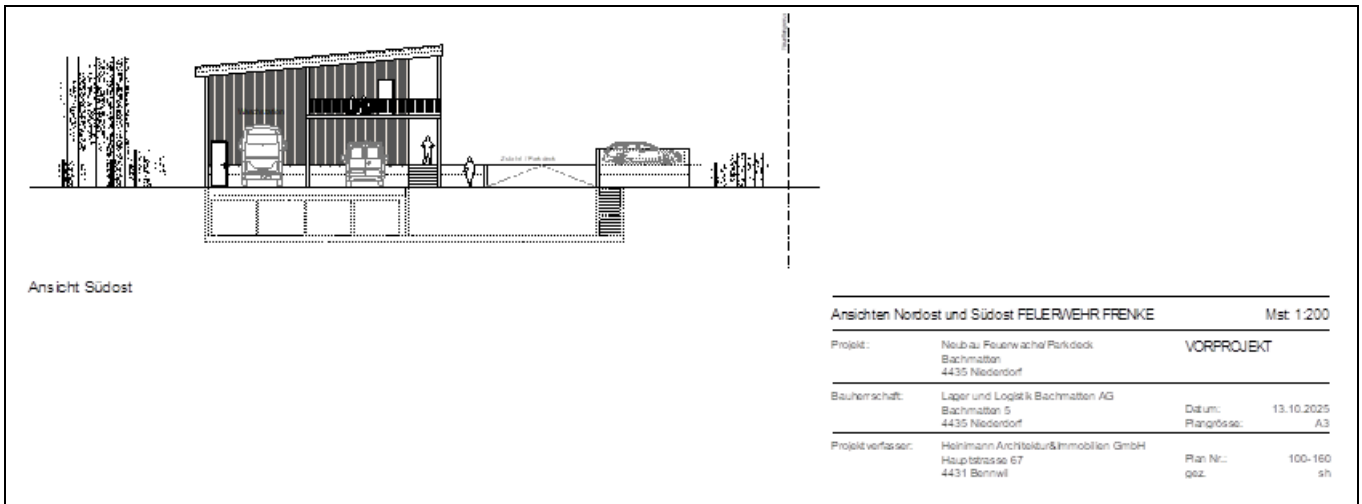 Zufahrt / Parkdeck
Ansicht Südost
Ansichten Nordost und Südost FEUERWEHR FRENKE Mst: 1:200
Projekt: Neubau Feuerwache/Parkdeck VORPROJEKT
Bachmatten
4435 Niederdorf
Bauherrschaft: Lager und Logistik Bachmatten AG
Bachmatten 5 Datum: 13.10.2025
4435 Niederdorf Plangrösse: A3
Projektverfasser: Heinimann Architektur&Immobilien GmbH
Hauptstrasse 67 Plan Nr.: 100-160
4431 Bennwil gez. sh